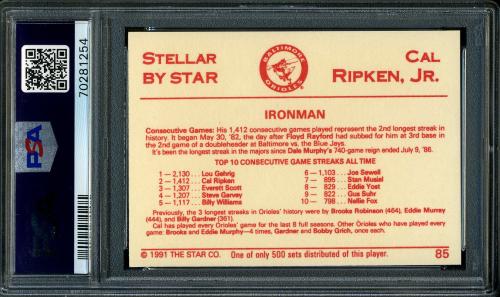 70281254
PSA
STELLAR
BY STAR
BALTIMORE
ORIOLES
CAL
RIPKEN, JR.
IRONMAN
Consecutive Games: His 1,412 consecutive games played represent the 2nd longest streak in
history. It began May 30, '82, the day after Floyd Rayford had subbed for him at 3rd base
in the 2nd game of a doubleheader at Baltimore vs. the Blue Jays.
It's been the longest streak in the majors since Dale Murphy's 740-game reign ended July 9, '86.
TOP 10 CONSECUTIVE GAME STREAKS ALL TIME
1 — 2,130 . . . Lou Gehrig
2 — 1,412 . . . Cal Ripken
3 — 1,307 . . . Everett Scott
4 — 1,207 . . . Steve Garvey
5 — 1,117 . . . Billy Williams
6 — 1,103 . . . Joe Sewell
7 — 895 . . . Stan Musial
8 — 829 . . . Eddie Yost
9 — 822 . . . Gus Suhr
10 — 798 . . . Nellie Fox
Previously, the 3 longest streaks in Orioles' history were by Brooks Robinson (464), Eddie Murray
(444), and Billy Gardner (361).
Cal has played every Orioles' game for the last 8 full seasons. Other Orioles who have played every
game: Brooks and Eddie Murphy—4 times, Gardner and Bobby Grich, once each.
© 1991 THE STAR CO. One of only 500 sets distributed of this player. 85